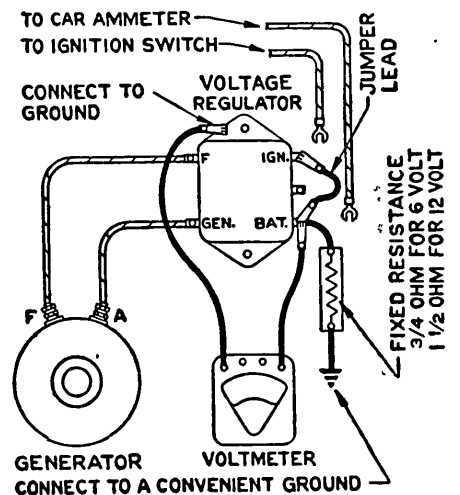 TO CAR AMMETER
TO IGNITION SWITCH
JUMPER
LEAD
CONNECT TO
GROUND
VOLTAGE
REGULATOR
F
IGN.
GEN.
BAT.
FIXED RESISTANCE
3/4 OHM FOR 6 VOLT
1 1/2 OHM FOR 12 VOLT
F
A
GENERATOR
VOLTMETER
CONNECT TO A CONVENIENT GROUND